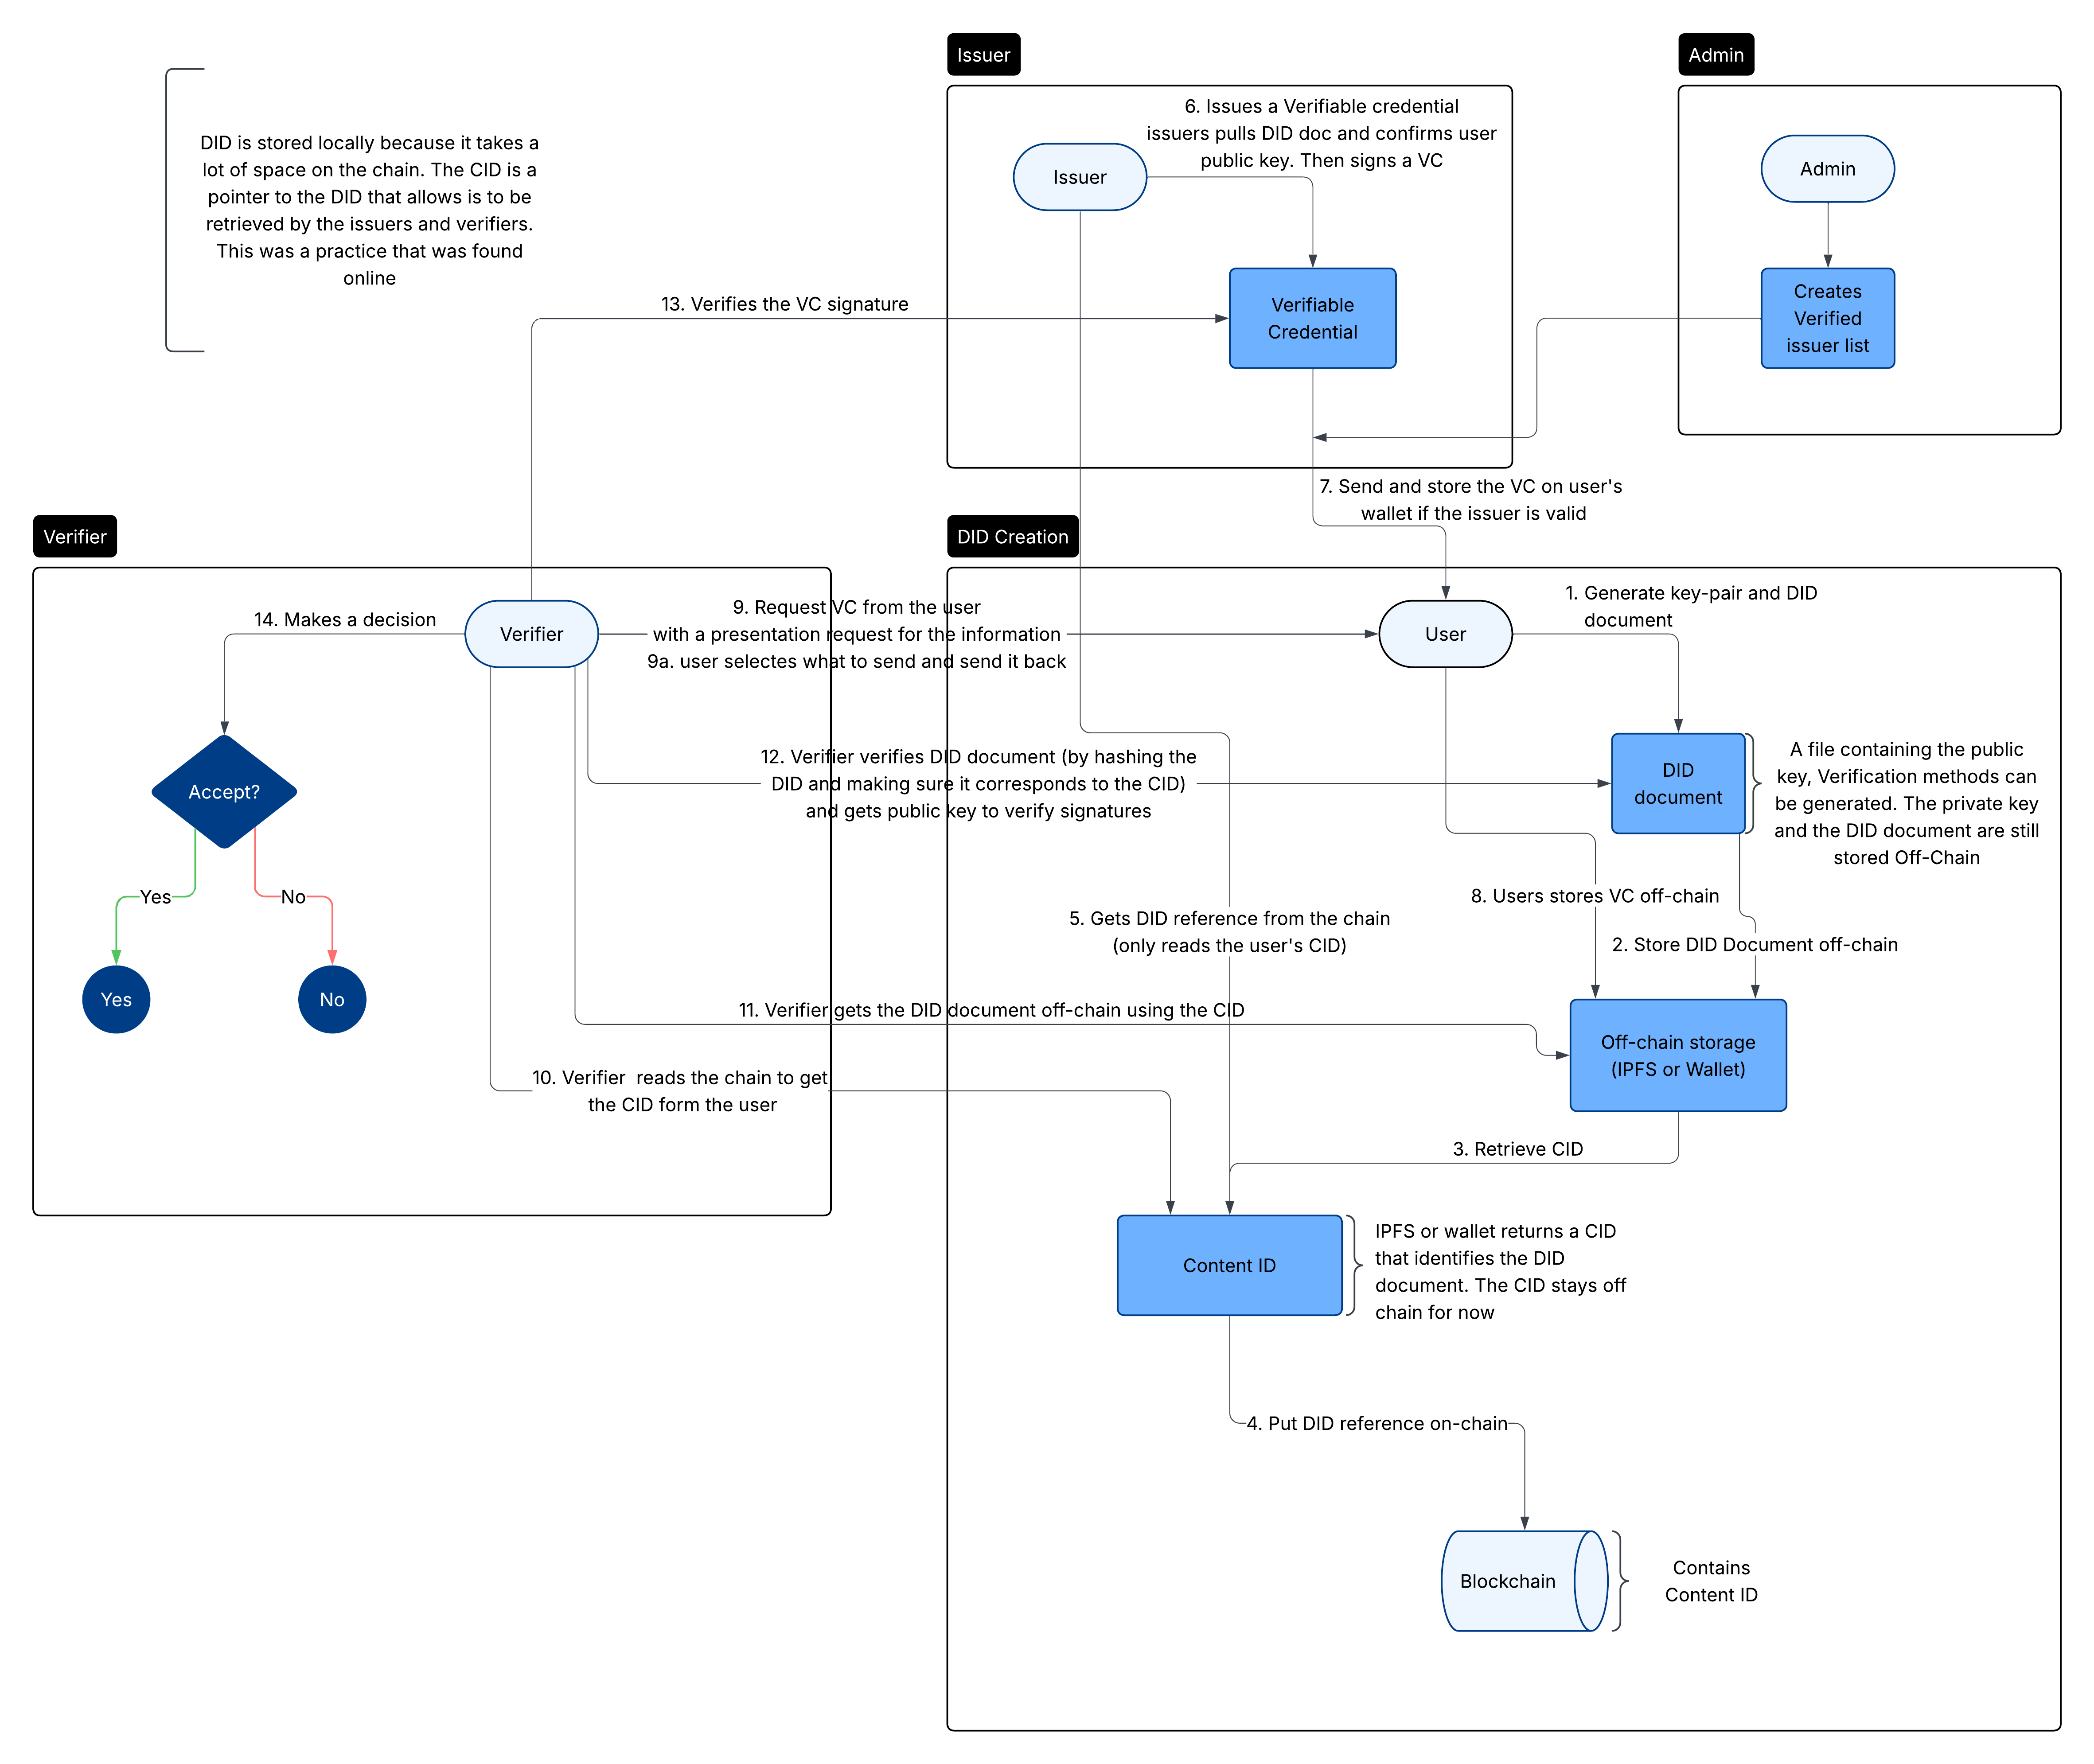 Issuer
Admin
DID is stored locally because it takes a
lot of space on the chain. The CID is a
pointer to the DID that allows is to be
retrieved by the issuers and verifiers.
This was a practice that was found
online
6. Issues a Verifiable credential
issuers pulls DID doc and confirms user
public key. Then signs a VC
Issuer
Admin
Verifiable
Credential
Creates
Verified
issuer list
13. Verifies the VC signature
7. Send and store the VC on user's
wallet if the issuer is valid
Verifier
DID Creation
14. Makes a decision
Verifier
9. Request VC from the user
with a presentation request for the information
9a. user selectes what to send and send it back
User
1. Generate key-pair and DID
document
Accept?
12. Verifier verifies DID document (by hashing the
DID and making sure it corresponds to the CID)
and gets public key to verify signatures
DID
document
A file containing the public
key, Verification methods can
be generated. The private key
and the DID document are still
stored Off-Chain
Yes
No
8. Users stores VC off-chain
5. Gets DID reference from the chain
(only reads the user's CID)
2. Store DID Document off-chain
Yes
No
11. Verifier gets the DID document off-chain using the CID
Off-chain storage
(IPFS or Wallet)
10. Verifier  reads the chain to get
the CID form the user
3. Retrieve CID
Content ID
IPFS or wallet returns a CID
that identifies the DID
document. The CID stays off
chain for now
4. Put DID reference on-chain
Blockchain
Contains
Content ID